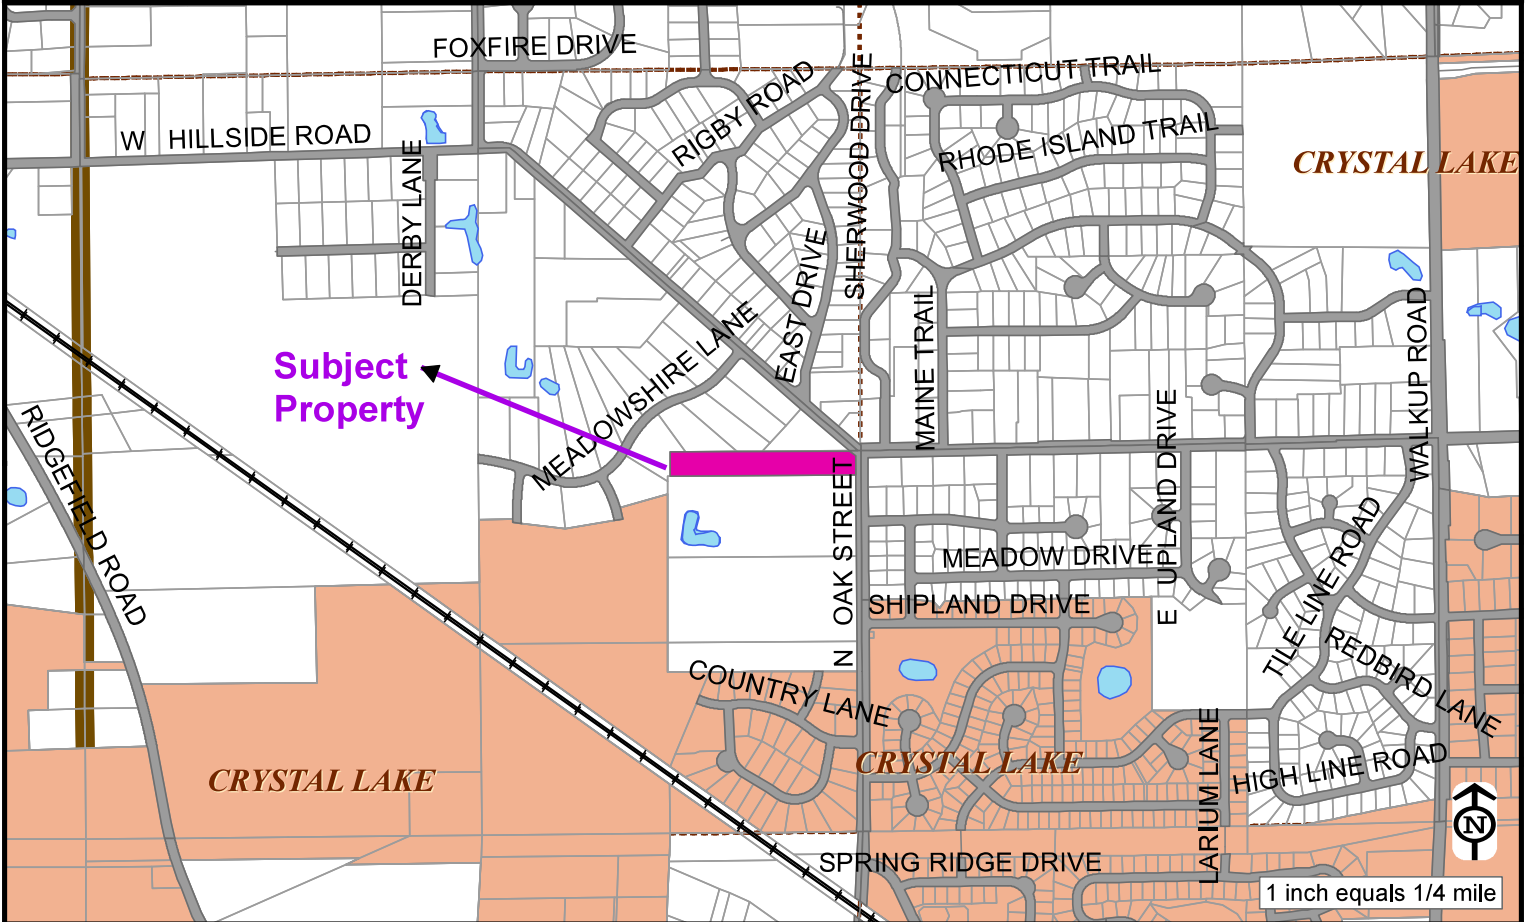 FOXFIRE DRIVE
CONNECTICUT TRAIL
RIGBY ROAD
SHERWOOD DRIVE
W HILLSIDE ROAD
RHODE ISLAND TRAIL
CRYSTAL LAKE
DERBY LANE
EAST DRIVE
MAINE TRAIL
WALKUP ROAD
MEADOWSHIRE LANE
Subject
Property
RIDGEFIELD ROAD
N OAK STREET
E UPLAND DRIVE
MEADOW DRIVE
SHIPLAND DRIVE
TILE LINE ROAD
REDBIRD LANE
COUNTRY LANE
CRYSTAL LAKE
CRYSTAL LAKE
LARIUM LANE
HIGH LINE ROAD
N
SPRING RIDGE DRIVE
1 inch equals 1/4 mile